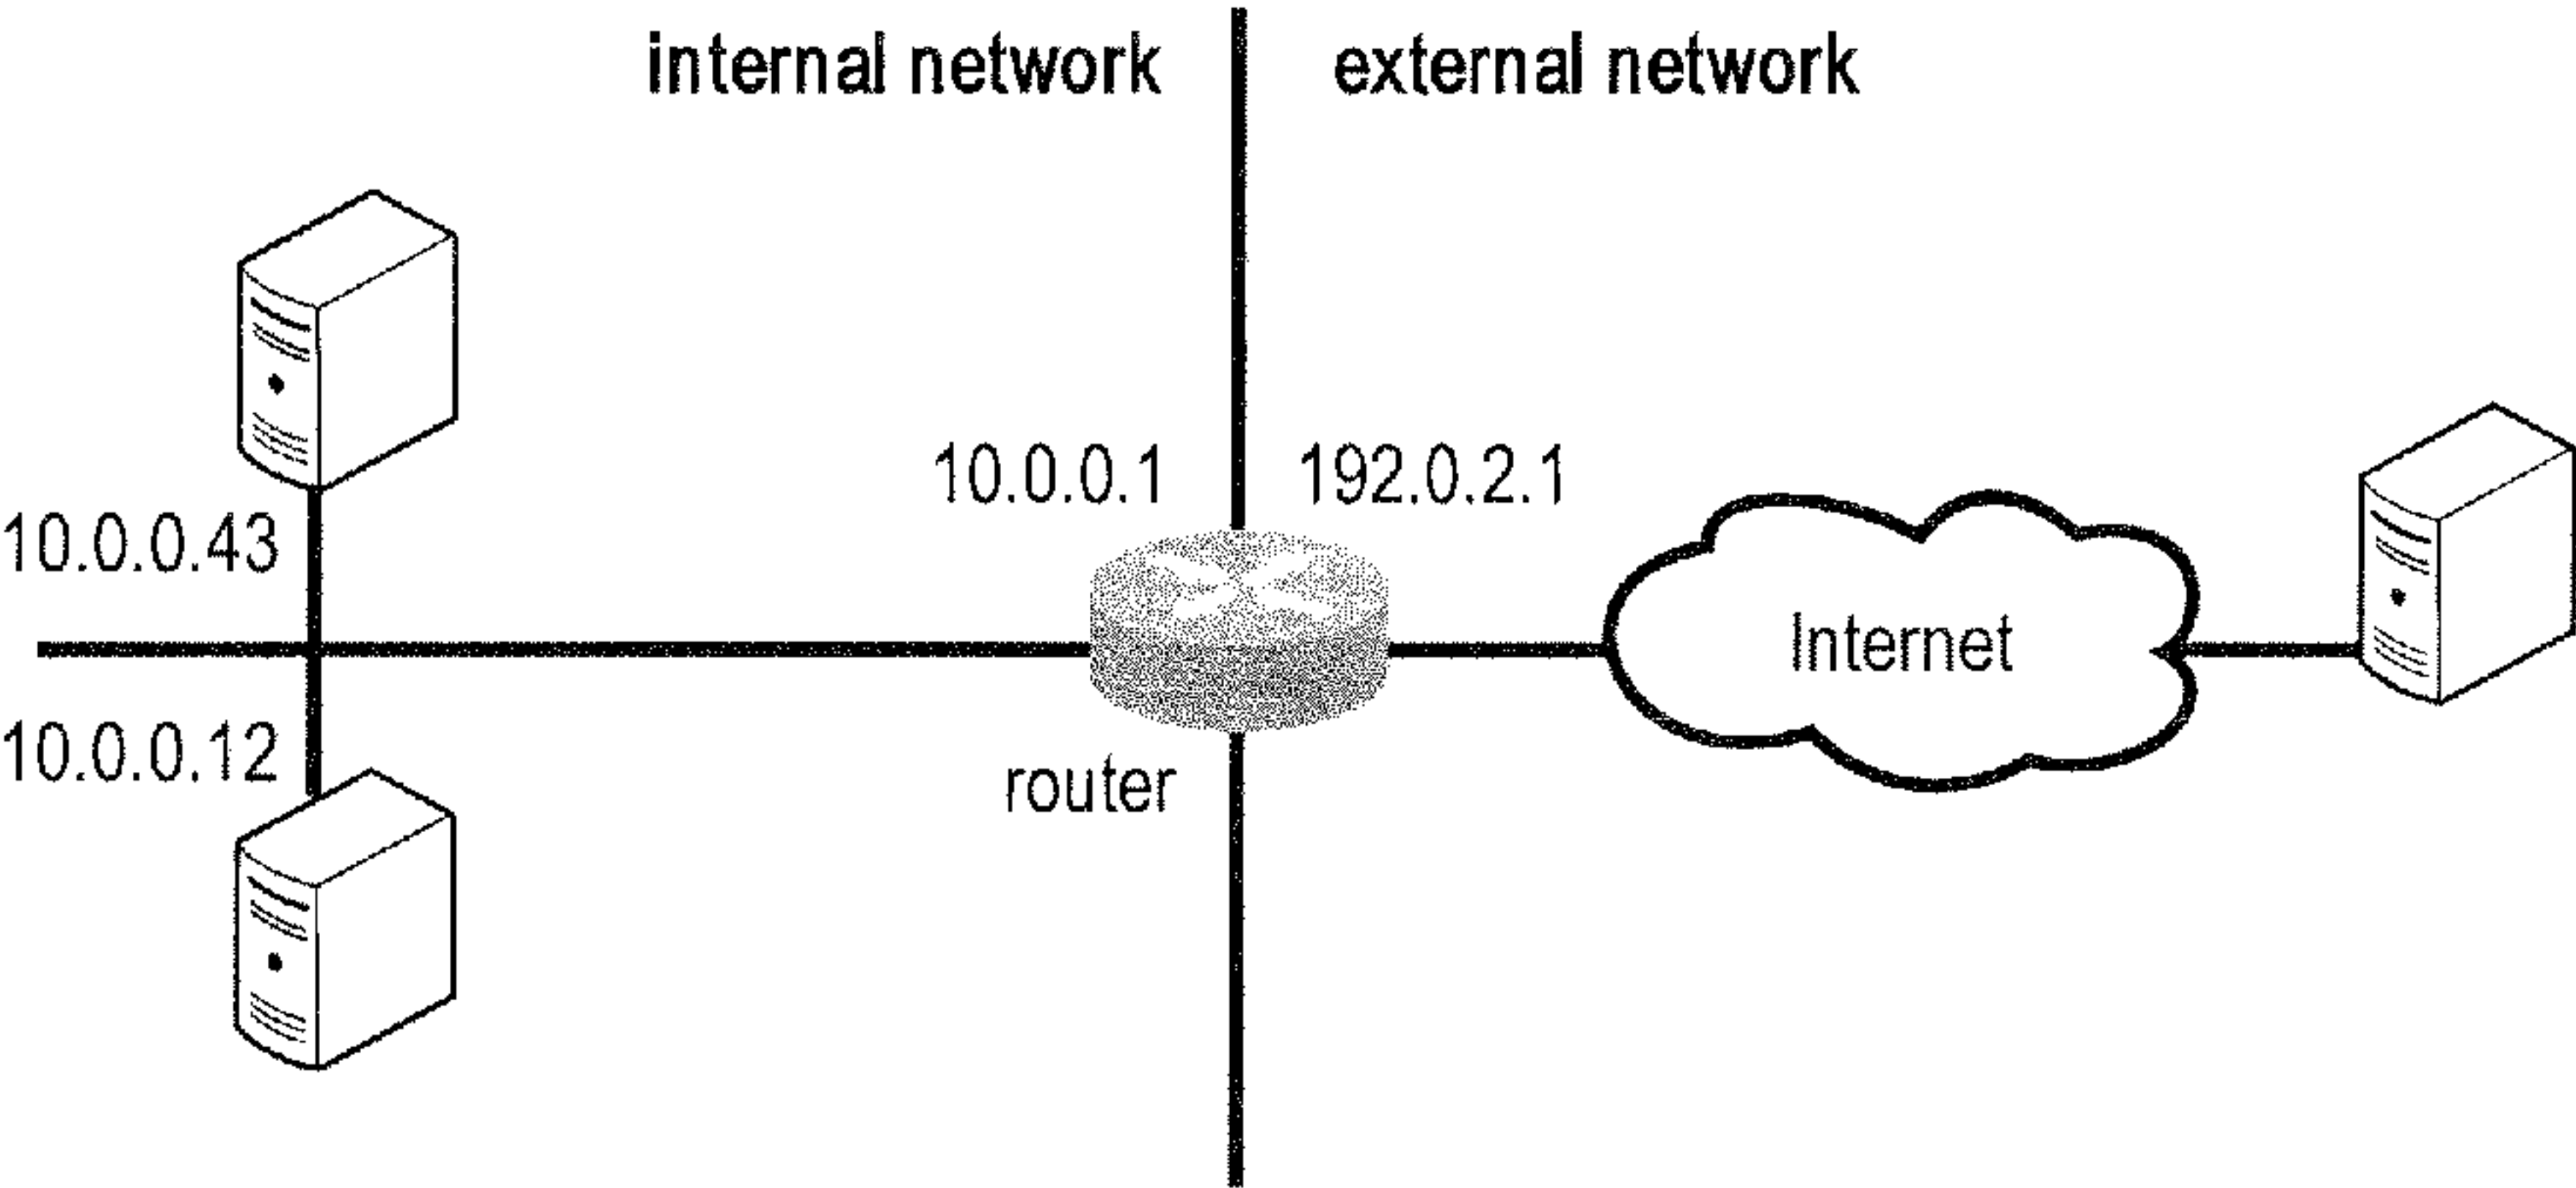 internal network
external network
10.0.0.1
192.0.2.1
10.0.0.43
Internet
10.0.0.12
router